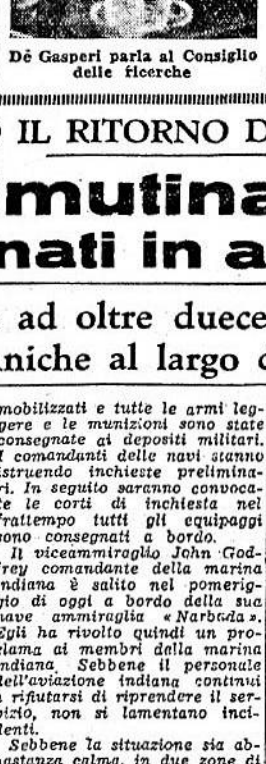 De Gasperi parla al Consiglio
delle ricerche
IL RITORNO D
mutina
nati in a
ad oltre duece
niche al largo
mobilizzati e tutte le armi leg-
gere e le munizioni sono state
consegnate ai depositi militari.
I comandanti delle navi stanno
istruendo inchieste prelimina-
ri. In seguito saranno convoca-
te le corti di inchiesta nel
frattempo tutti gli equipaggi
sono consegnati a bordo.
Il viceammiraglio John God-
frey comandante della marina
indiana è salito nel pomerig-
gio di oggi a bordo della sua
nave ammiraglia «Narbada».
Egli ha rivolto quindi un pro-
clama ai membri della marina
indiana. Sebbene il personale
dell'aviazione indiana continui
a rifiutarsi di riprendere il ser-
vizio, non si lamentano inci-
denti.
Sebbene la situazione sia ab-
bastanza calma, in due zone di